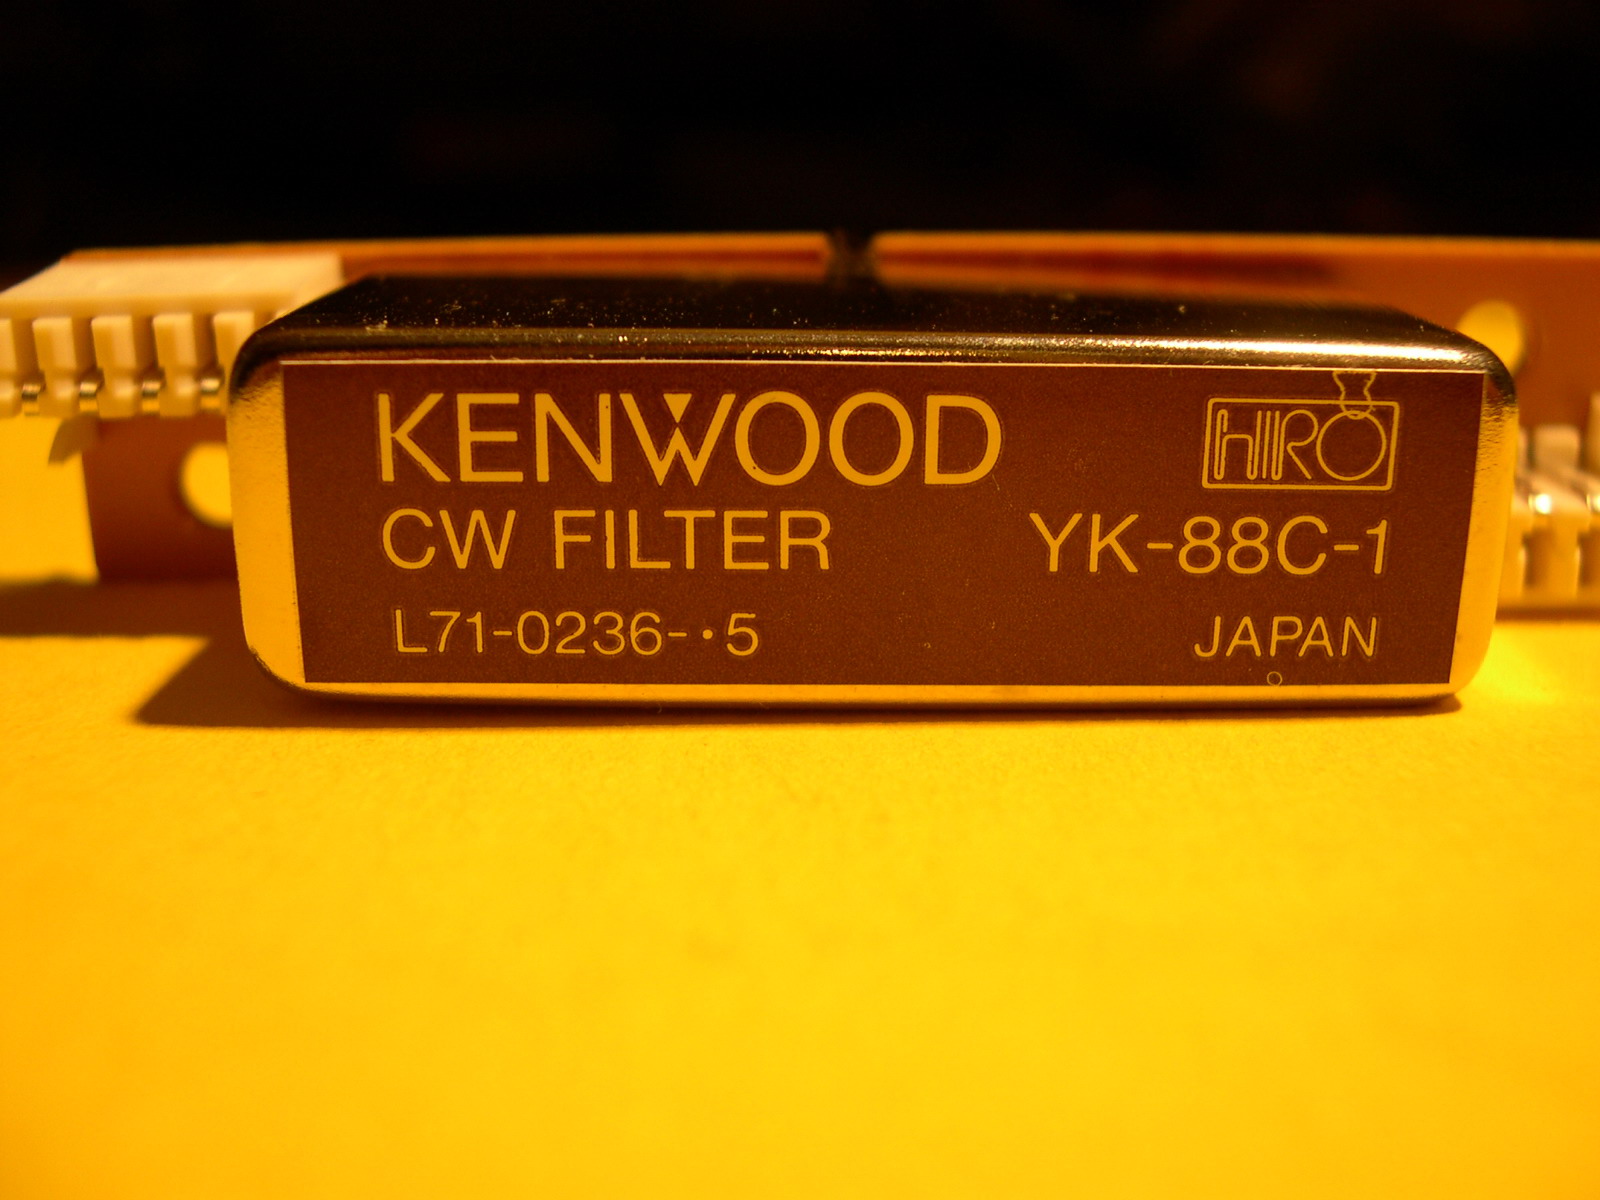 KENWOOD HIRO
CW FILTER YK-88C-1
L71-0236-·5 JAPAN